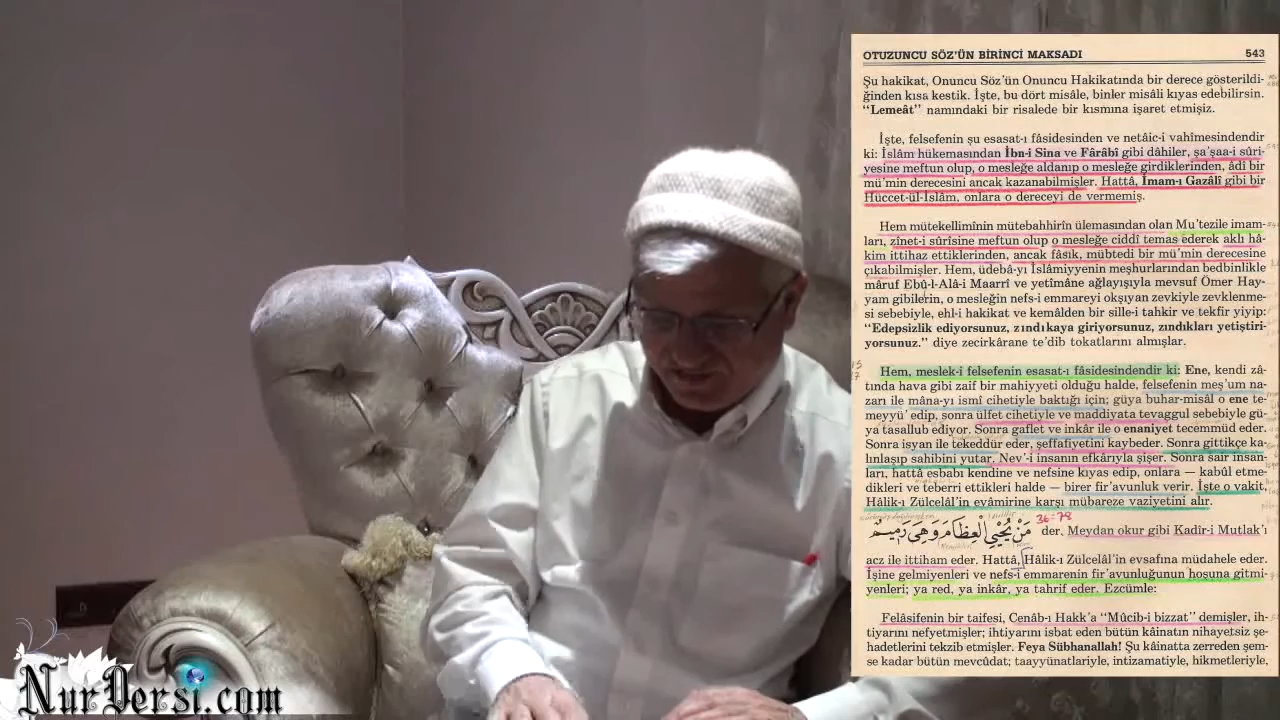 OTUZUNCU SÖZ'ÜN BİRİNCİ MAKSADI 543
Şu hakikat, Onuncu Söz'ün Onuncu Hakikatında bir derece gösterildi-
ğinden kısa kestik. İşte, bu dört misâle, binler misâli kıyas edebilirsin.
"Lemeât" namındaki bir risalede bir kısmına işaret etmişiz.
İşte, felsefenin şu esasat-ı fâsidesinden ve netâic-i vahîmesindendir
ki: İslâm hükemasından İbn-i Sina ve Fârâbî gibi dâhiler, şa'şaa-i sûri-
yesine meftun olup, o mesleğe aldanıp o mesleğe girdiklerinden, âdi bir
mü'min derecesini ancak kazanabilmişler. Hattâ, İmam-ı Gazâlî gibi bir
Hüccet-ül-İslâm, onlara o dereceyi de vermemiş.
Hem mütekellimînin mütebahhirîn ülemasından olan Mu'tezile imam-
ları, zînet-i sûrîsine meftun olup o mesleğe ciddî temas ederek aklı hâ-
kim ittihaz ettiklerinden, ancak fâsık, mübtedi bir mü'min derecesine
çıkabilmişler. Hem, üdebâ-yı İslâmiyyenin meşhurlarından bedbinlikle
mâruf Ebû-l-Alâ-i Maarrî ve yetîmâne ağlayışıyla mevsuf Ömer Hay-
yam gibilerin, o mesleğin nefs-i emmareyi okşıyan zevkiyle zevklenme-
si sebebiyle, ehl-i hakikat ve kemâlden bir sille-i tahkir ve tekfir yiyip:
"Edepsizlik ediyorsunuz, zındıkaya giriyorsunuz, zındıkları yetiştiri-
yorsunuz." diye zecirkârane te'dib tokatlarını almışlar.
Hem, meslek-i felsefenin esasat-ı fâsidesindendir ki: Ene, kendi zâ-
tında hava gibi zaif bir mahiyyeti olduğu halde, felsefenin meş'um na-
zarı ile mâna-yı ismî cihetiyle baktığı için; gûya buhar-misâl o ene te-
meyyü' edip, sonra ülfet cihetiyle ve maddiyata tevaggul sebebiyle gû-
ya tasallub ediyor. Sonra gaflet ve inkâr ile o enaniyet tecemmüd eder.
Sonra isyan ile tekeddür eder, şeffafiyetini kaybeder. Sonra gittikçe ka-
lınlaşıp sahibini yutar. Nev'-i insanın efkârıyla şişer. Sonra sair insan-
ları, hattâ esbabı kendine ve nefsine kıyas edip, onlara — kabûl etme-
dikleri ve teberri ettikleri halde — birer fir'avunluk verir. İşte o vakit,
Hâlik-ı Zülcelâl'in evâmirine karşı mübareze vaziyetini alır.
36:78
مَنْ يُحْيِي الْعِظَامَ وَهِيَ رَمِيمٌ der, Meydan okur gibi Kadîr-i Mutlak'ı
acz ile ittiham eder. Hattâ, Hâlik-ı Zülcelâl'in evsafına müdahele eder.
İşine gelmiyenleri ve nefs-i emmarenin fir'avunluğunun hoşuna gitmi-
yenleri; ya red, ya inkâr, ya tahrif eder. Ezcümle:
Felâsifenin bir taifesi, Cenâb-ı Hakk'a "Mûcib-i bizzat" demişler, ih-
tiyarını nefyetmişler; ihtiyarını isbat eden bütün kâinatın nihayetsiz şe-
hadetlerini tekzib etmişler. Feya Sübhanallah! Şu kâinatta zerreden şem-
se kadar bütün mevcûdat; taayyünatlariyle, intizamatiyle, hikmetleriyle,
NurDersi.com